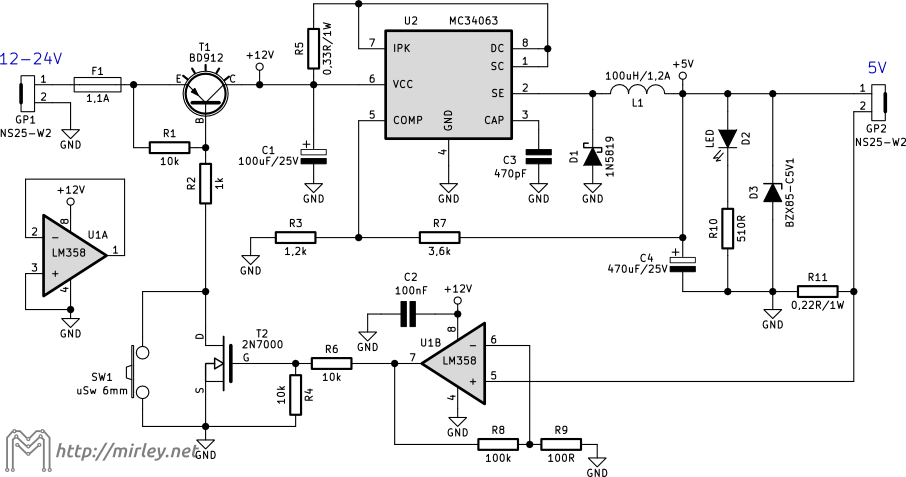 12-24V
GP1
NS25-W2
1
2
GND
F1
1,1A
T1
BD912
E
C
B
R1
10k
R2
1k
+12V
R5
0,33R/1W
C1
100uF/25V
+
GND
U2
MC34063
7
IPK
6
VCC
5
COMP
GND
4
DC
8
SC
1
SE
2
CAP
3
GND
C3
470pF
GND
D1
1N5819
GND
100uH/1,2A
L1
+5V
LED
D2
D3
BZX85-C5V1
R10
510R
5V
1
2
GP2
NS25-W2
+12V
8
U1A
LM358
2
-
3
+
1
4
GND
GND
R3
1,2k
R7
3,6k
C4
470uF/25V
+
R11
0,22R/1W
GND
C2
100nF
GND
+12V
8
U1B
LM358
7
6
-
5
+
4
GND
SW1
uSw 6mm
D
T2
2N7000
G
S
GND
R6
10k
10k
R4
R8
100k
R9
100R
GND
http://mirley.net